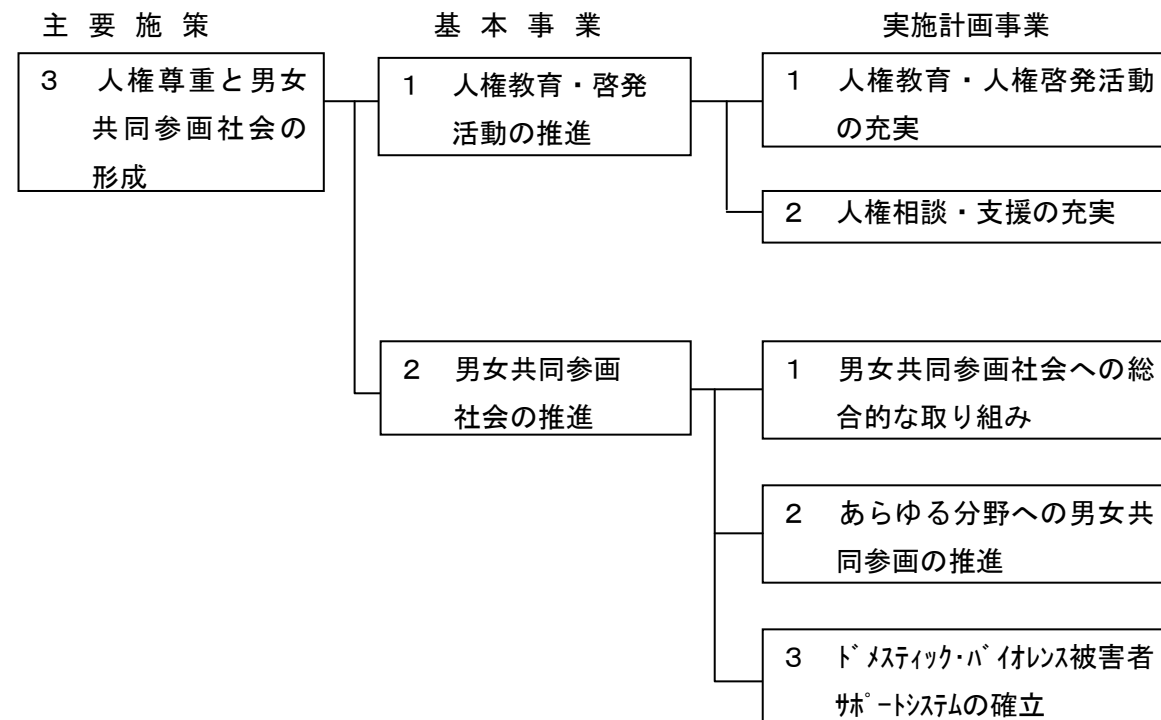 主 要 施 策
基 本 事 業
実施計画事業
３　人権尊重と男女
共同参画社会の
形成
１　人権教育・啓発
活動の推進
１　人権教育・人権啓発活動
の充実
２　人権相談・支援の充実
２　男女共同参画
社会の推進
１　男女共同参画社会への総
合的な取り組み
２　あらゆる分野への男女共
同参画の推進
３　ﾄﾞﾒｽﾃｨｯｸ･ﾊﾞｲｵﾚﾝｽ被害者
ｻﾎﾟｰﾄｼｽﾃﾑの確立